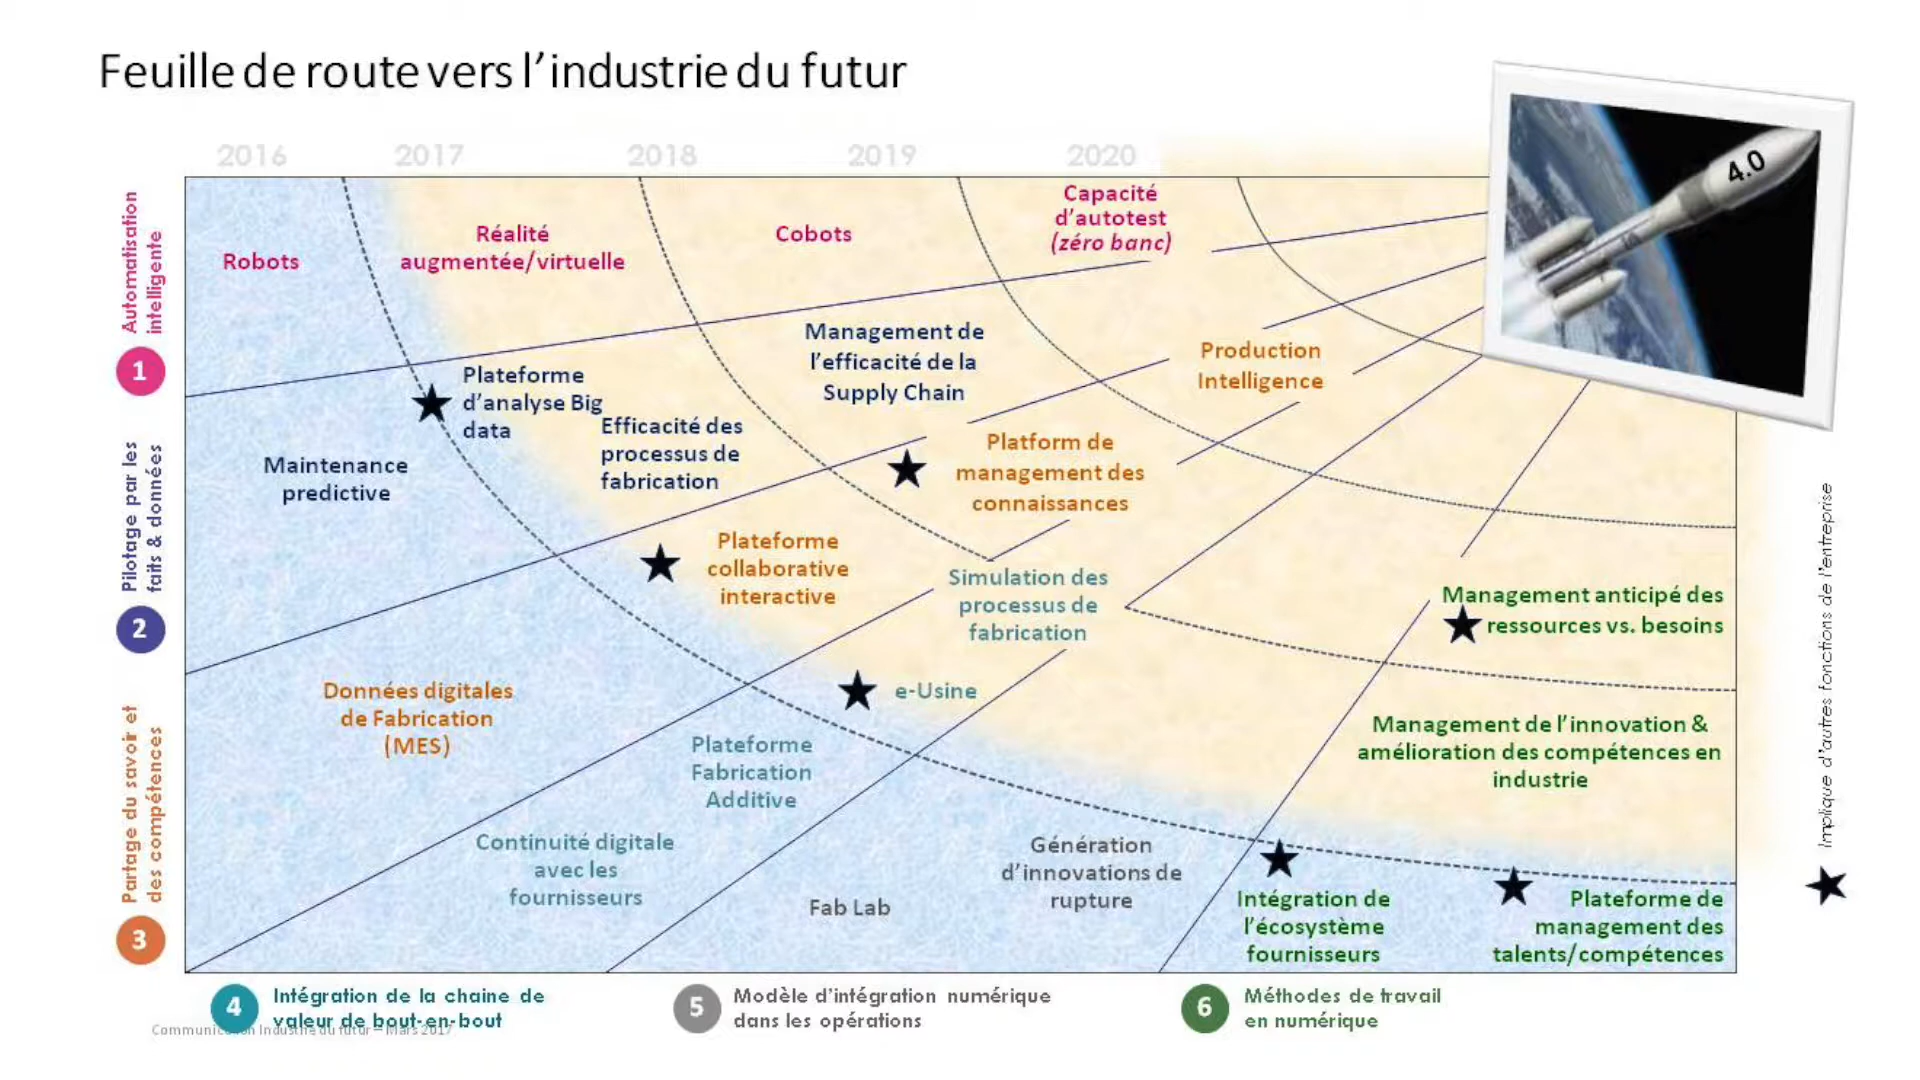 Feuille de route vers l'industrie du futur
2016
2017
2018
2019
2020
4.0
Automatisation
intelligente
1
Pilotage par les
faits & données
2
Partage du savoir et
des compétences
3
Robots
Réalité
augmentée/virtuelle
Cobots
Capacité
d'autotest
(zéro banc)
Plateforme
d'analyse Big
data
Maintenance
predictive
Efficacité des
processus de
fabrication
Management de
l'efficacité de la
Supply Chain
Production
Intelligence
Platform de
management des
connaissances
Plateforme
collaborative
interactive
Données digitales
de Fabrication
(MES)
Simulation des
processus de
fabrication
e-Usine
Plateforme
Fabrication
Additive
Continuité digitale
avec les
fournisseurs
Fab Lab
Génération
d'innovations de
rupture
Management anticipé des
ressources vs. besoins
Management de l'innovation &
amélioration des compétences en
industrie
Intégration de
l'écosystème
fournisseurs
Plateforme de
management des
talents/compétences
Implique d'autres fonctions de l'entreprise
4
Intégration de la chaine de
valeur de bout-en-bout
5
Modèle d'intégration numérique
dans les opérations
6
Méthodes de travail
en numérique
Industrie du futur – Mars 2017